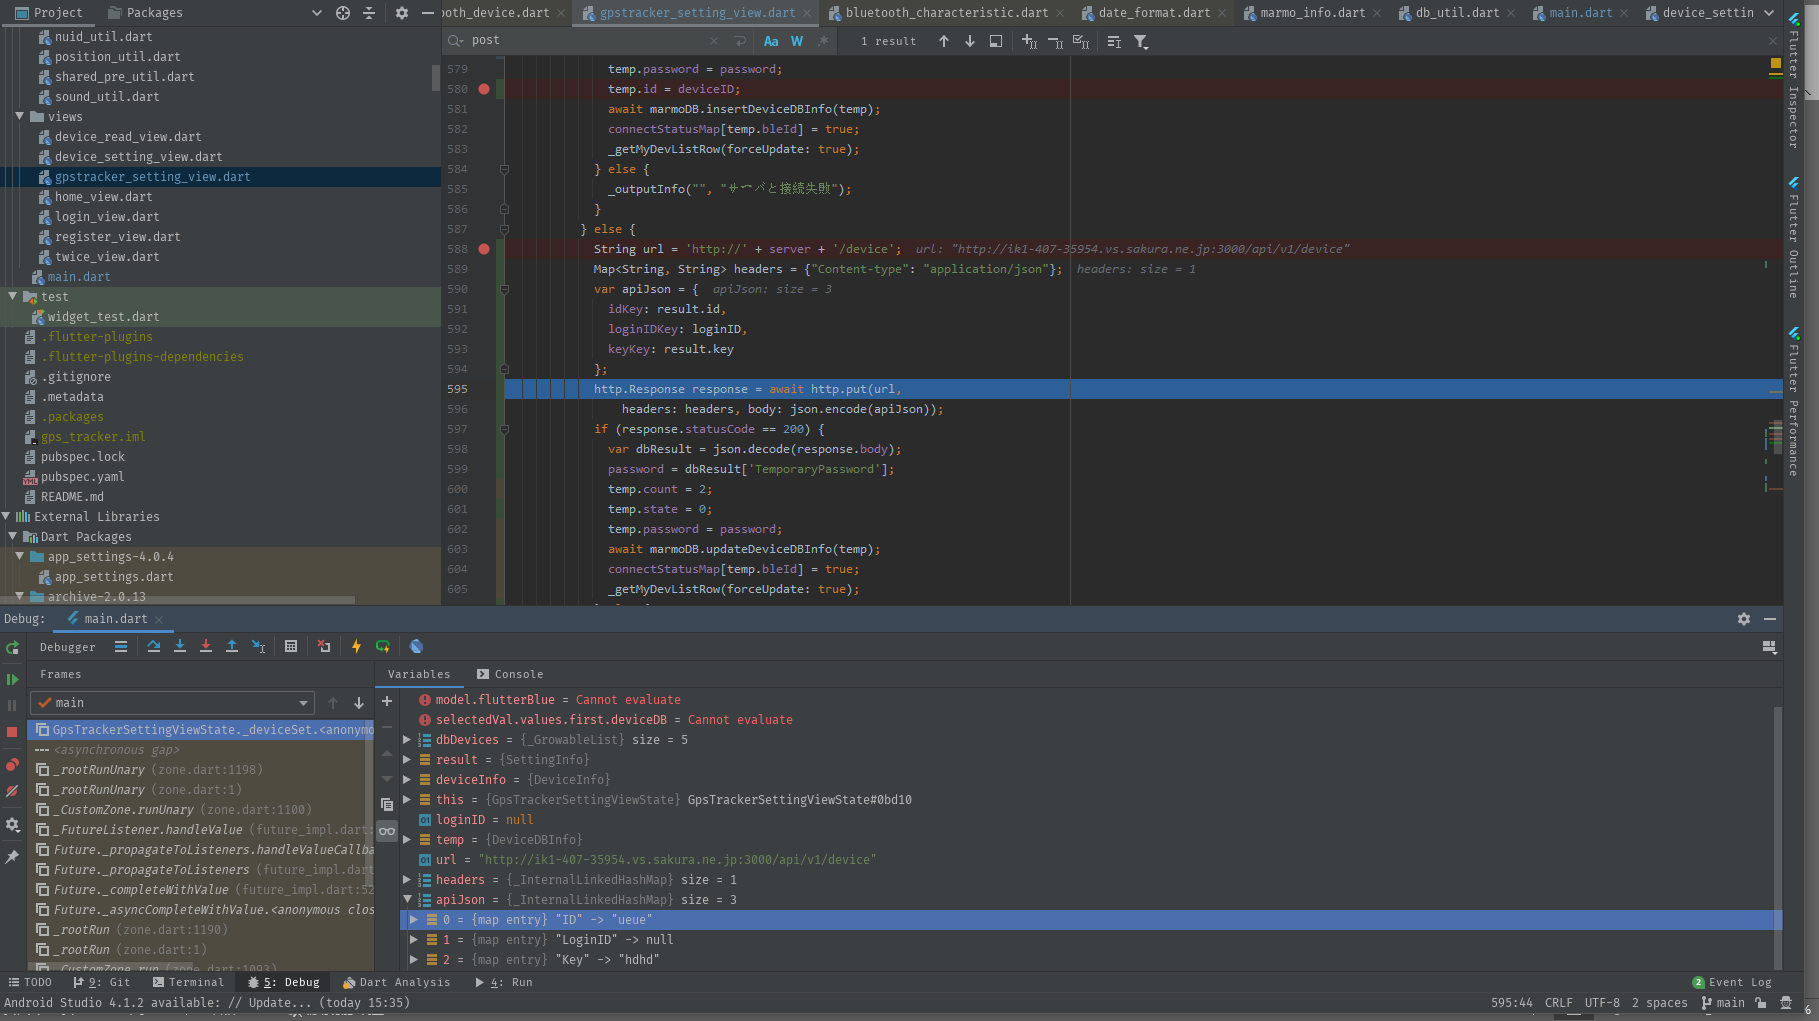 Project
Packages
ooth_device.dart
gpstracker_setting_view.dart
bluetooth_characteristic.dart
date_format.dart
marmo_info.dart
db_util.dart
main.dart
device_settin
nuid_util.dart
position_util.dart
shared_pre_util.dart
sound_util.dart
views
device_read_view.dart
device_setting_view.dart
gpstracker_setting_view.dart
home_view.dart
login_view.dart
register_view.dart
twice_view.dart
main.dart
test
widget_test.dart
.flutter-plugins
.flutter-plugins-dependencies
.gitignore
.metadata
.packages
gps_tracker.iml
pubspec.lock
pubspec.yaml
README.md
External Libraries
Dart Packages
app_settings-4.0.4
app_settings.dart
archive-2.0.13
post
Aa
W
1 result
579 temp.password = password;
580 temp.id = deviceID;
581 await marmoDB.insertDeviceDBInfo(temp);
582 connectStatusMap[temp.bleId] = true;
583 _getMyDevListRow(forceUpdate: true);
584 } else {
585 _outputInfo("", "サーバと接続失敗");
586 }
587 } else {
588 String url = 'http://' + server + '/device'; url: "http://ik1-407-35954.vs.sakura.ne.jp:3000/api/v1/device"
589 Map<String, String> headers = {"Content-type": "application/json"}; headers: size = 1
590 var apiJson = { apiJson: size = 3
591 idKey: result.id,
592 loginIDKey: loginID,
593 keyKey: result.key
594 };
595 http.Response response = await http.put(url,
596 headers: headers, body: json.encode(apiJson));
597 if (response.statusCode == 200) {
598 var dbResult = json.decode(response.body);
599 password = dbResult['TemporaryPassword'];
600 temp.count = 2;
601 temp.state = 0;
602 temp.password = password;
603 await marmoDB.updateDeviceDBInfo(temp);
604 connectStatusMap[temp.bleId] = true;
605 _getMyDevListRow(forceUpdate: true);
Flutter Inspector
Flutter Outline
Flutter Performance
Debug:
main.dart
Debugger
Frames
main
GpsTrackerSettingViewState._deviceSet.<anonymo
<asynchronous gap>
_rootRunUnary (zone.dart:1198)
_rootRunUnary (zone.dart:1)
_CustomZone.runUnary (zone.dart:1100)
_FutureListener.handleValue (future_impl.dart:
Future._propagateToListeners.handleValueCallba
Future._propagateToListeners (future_impl.dart:
Future._completeWithValue (future_impl.dart:52
Future._asyncCompleteWithValue.<anonymous clos
_rootRun (zone.dart:1190)
_rootRun (zone.dart:1)
_CustomZone.run (zone.dart:1093)
Variables
Console
model.flutterBlue = Cannot evaluate
selectedVal.values.first.deviceDB = Cannot evaluate
dbDevices = {_GrowableList} size = 5
result = {SettingInfo}
deviceInfo = {DeviceInfo}
this = {GpsTrackerSettingViewState} GpsTrackerSettingViewState#0bd10
loginID = null
temp = {DeviceDBInfo}
url = "http://ik1-407-35954.vs.sakura.ne.jp:3000/api/v1/device"
headers = {_InternalLinkedHashMap} size = 1
apiJson = {_InternalLinkedHashMap} size = 3
0 = {map entry} "ID" -> "ueue"
1 = {map entry} "LoginID" -> null
2 = {map entry} "Key" -> "hdhd"
TODO
9: Git
Terminal
5: Debug
Dart Analysis
4: Run
2 Event Log
Android Studio 4.1.2 available: // Update... (today 15:35)
595:44 CRLF UTF-8 2 spaces main